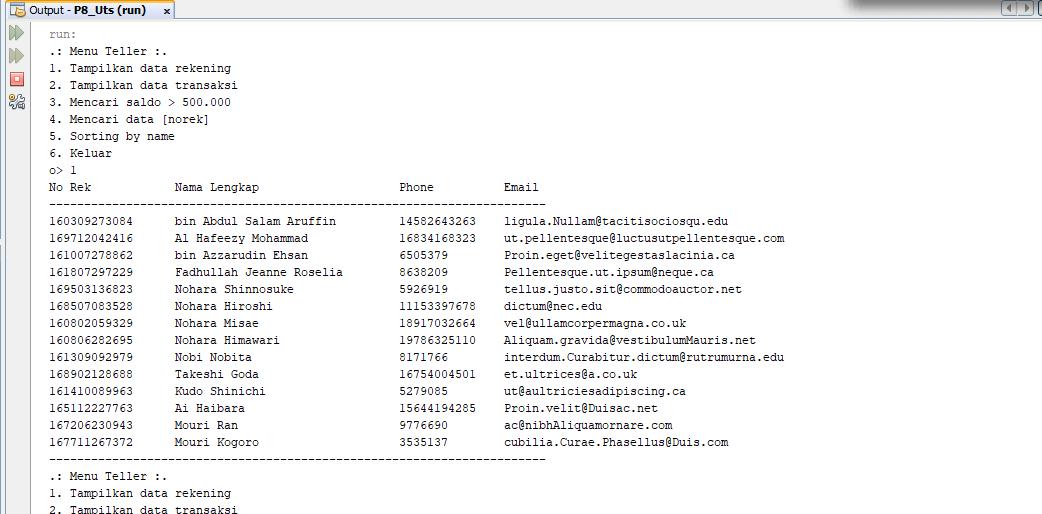 Output - P8_Uts (run) ×
run:
.: Menu Teller :.
1. Tampilkan data rekening
2. Tampilkan data transaksi
3. Mencari saldo > 500.000
4. Mencari data [norek]
5. Sorting by name
6. Keluar
o> 1
No Rek Nama Lengkap Phone Email
-----------------------------------------------------------------------
160309273084 bin Abdul Salam Aruffin 14582643263 ligula.Nullam@tacitisociosqu.edu
169712042416 Al Hafeezy Mohammad 16834168323 ut.pellentesque@luctusutpellentesque.com
161007278862 bin Azzarudin Ehsan 6505379 Proin.eget@velitegestaslacinia.ca
161807297229 Fadhullah Jeanne Roselia 8638209 Pellentesque.ut.ipsum@neque.ca
169503136823 Nohara Shinnosuke 5926919 tellus.justo.sit@commodoauctor.net
168507083528 Nohara Hiroshi 11153397678 dictum@nec.edu
160802059329 Nohara Misae 18917032664 vel@ullamcorpermagna.co.uk
160806282695 Nohara Himawari 19786325110 Aliquam.gravida@vestibulumMauris.net
161309092979 Nobi Nobita 8171766 interdum.Curabitur.dictum@rutrumurna.edu
168902128688 Takeshi Goda 16754004501 et.ultrices@a.co.uk
161410089963 Kudo Shinichi 5279085 ut@aultriciesadipiscing.ca
165112227763 Ai Haibara 15644194285 Proin.velit@Duisac.net
167206230943 Mouri Ran 9776690 ac@nibhAliquamornare.com
167711267372 Mouri Kogoro 3535137 cubilia.Curae.Phasellus@Duis.com
-----------------------------------------------------------------------
.: Menu Teller :.
1. Tampilkan data rekening
2. Tampilkan data transaksi